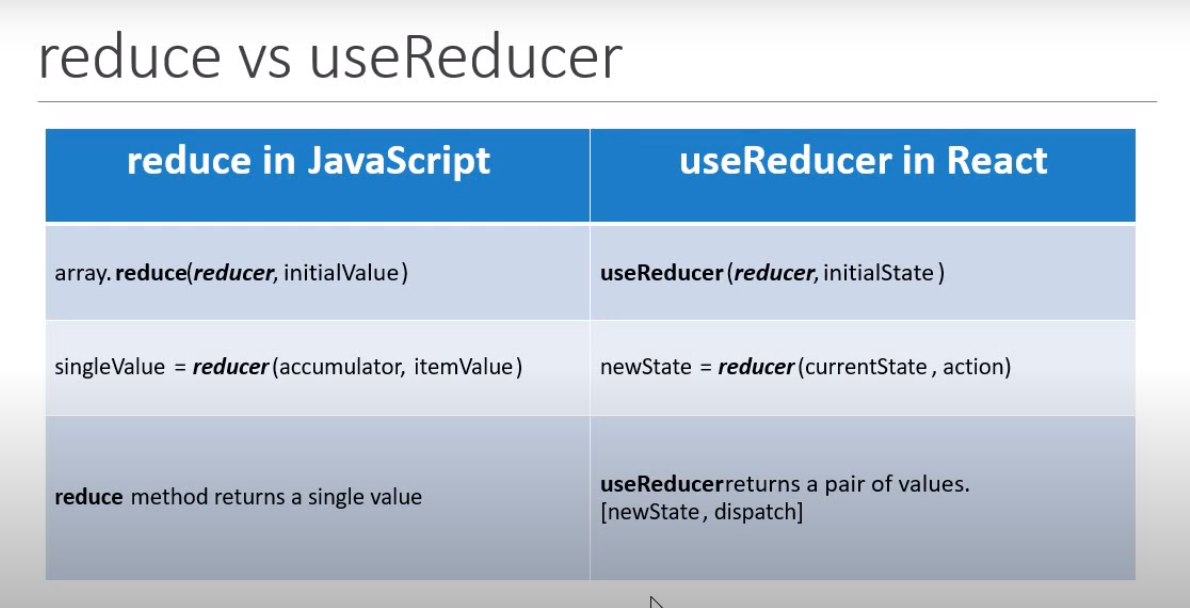 reduce vs useReducer
reduce in JavaScript
useReducer in React
array.reduce(reducer, initialValue)
useReducer(reducer, initialState)
singleValue = reducer(accumulator, itemValue)
newState = reducer(currentState, action)
reduce method returns a single value
useReducer returns a pair of values.
[newState, dispatch]